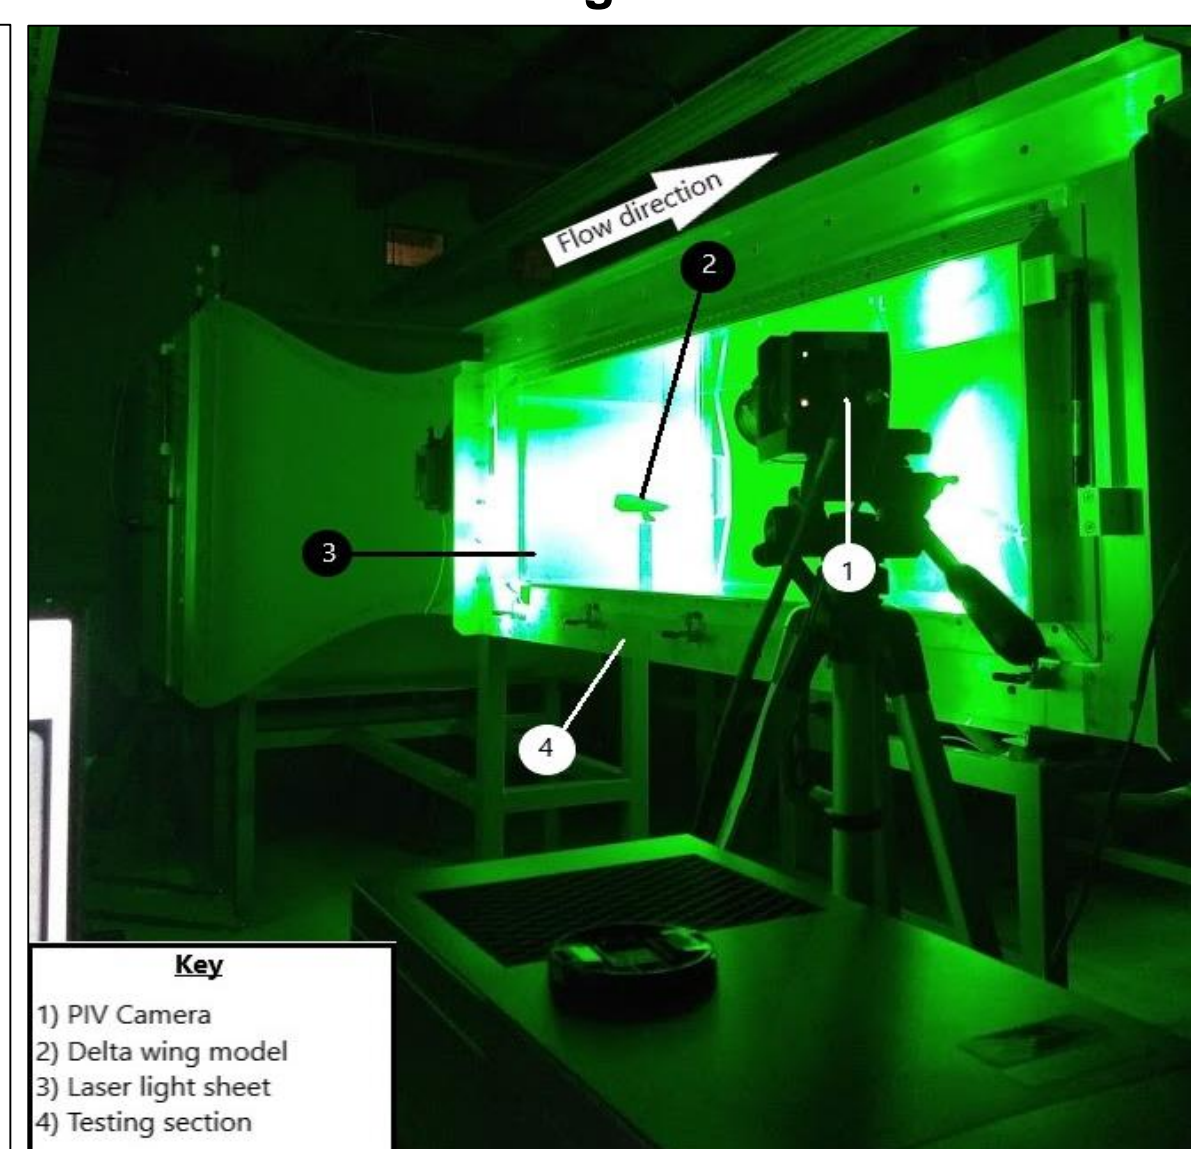 g
Flow direction
2
3
1
4
Key
1) PIV Camera
2) Delta wing model
3) Laser light sheet
4) Testing section